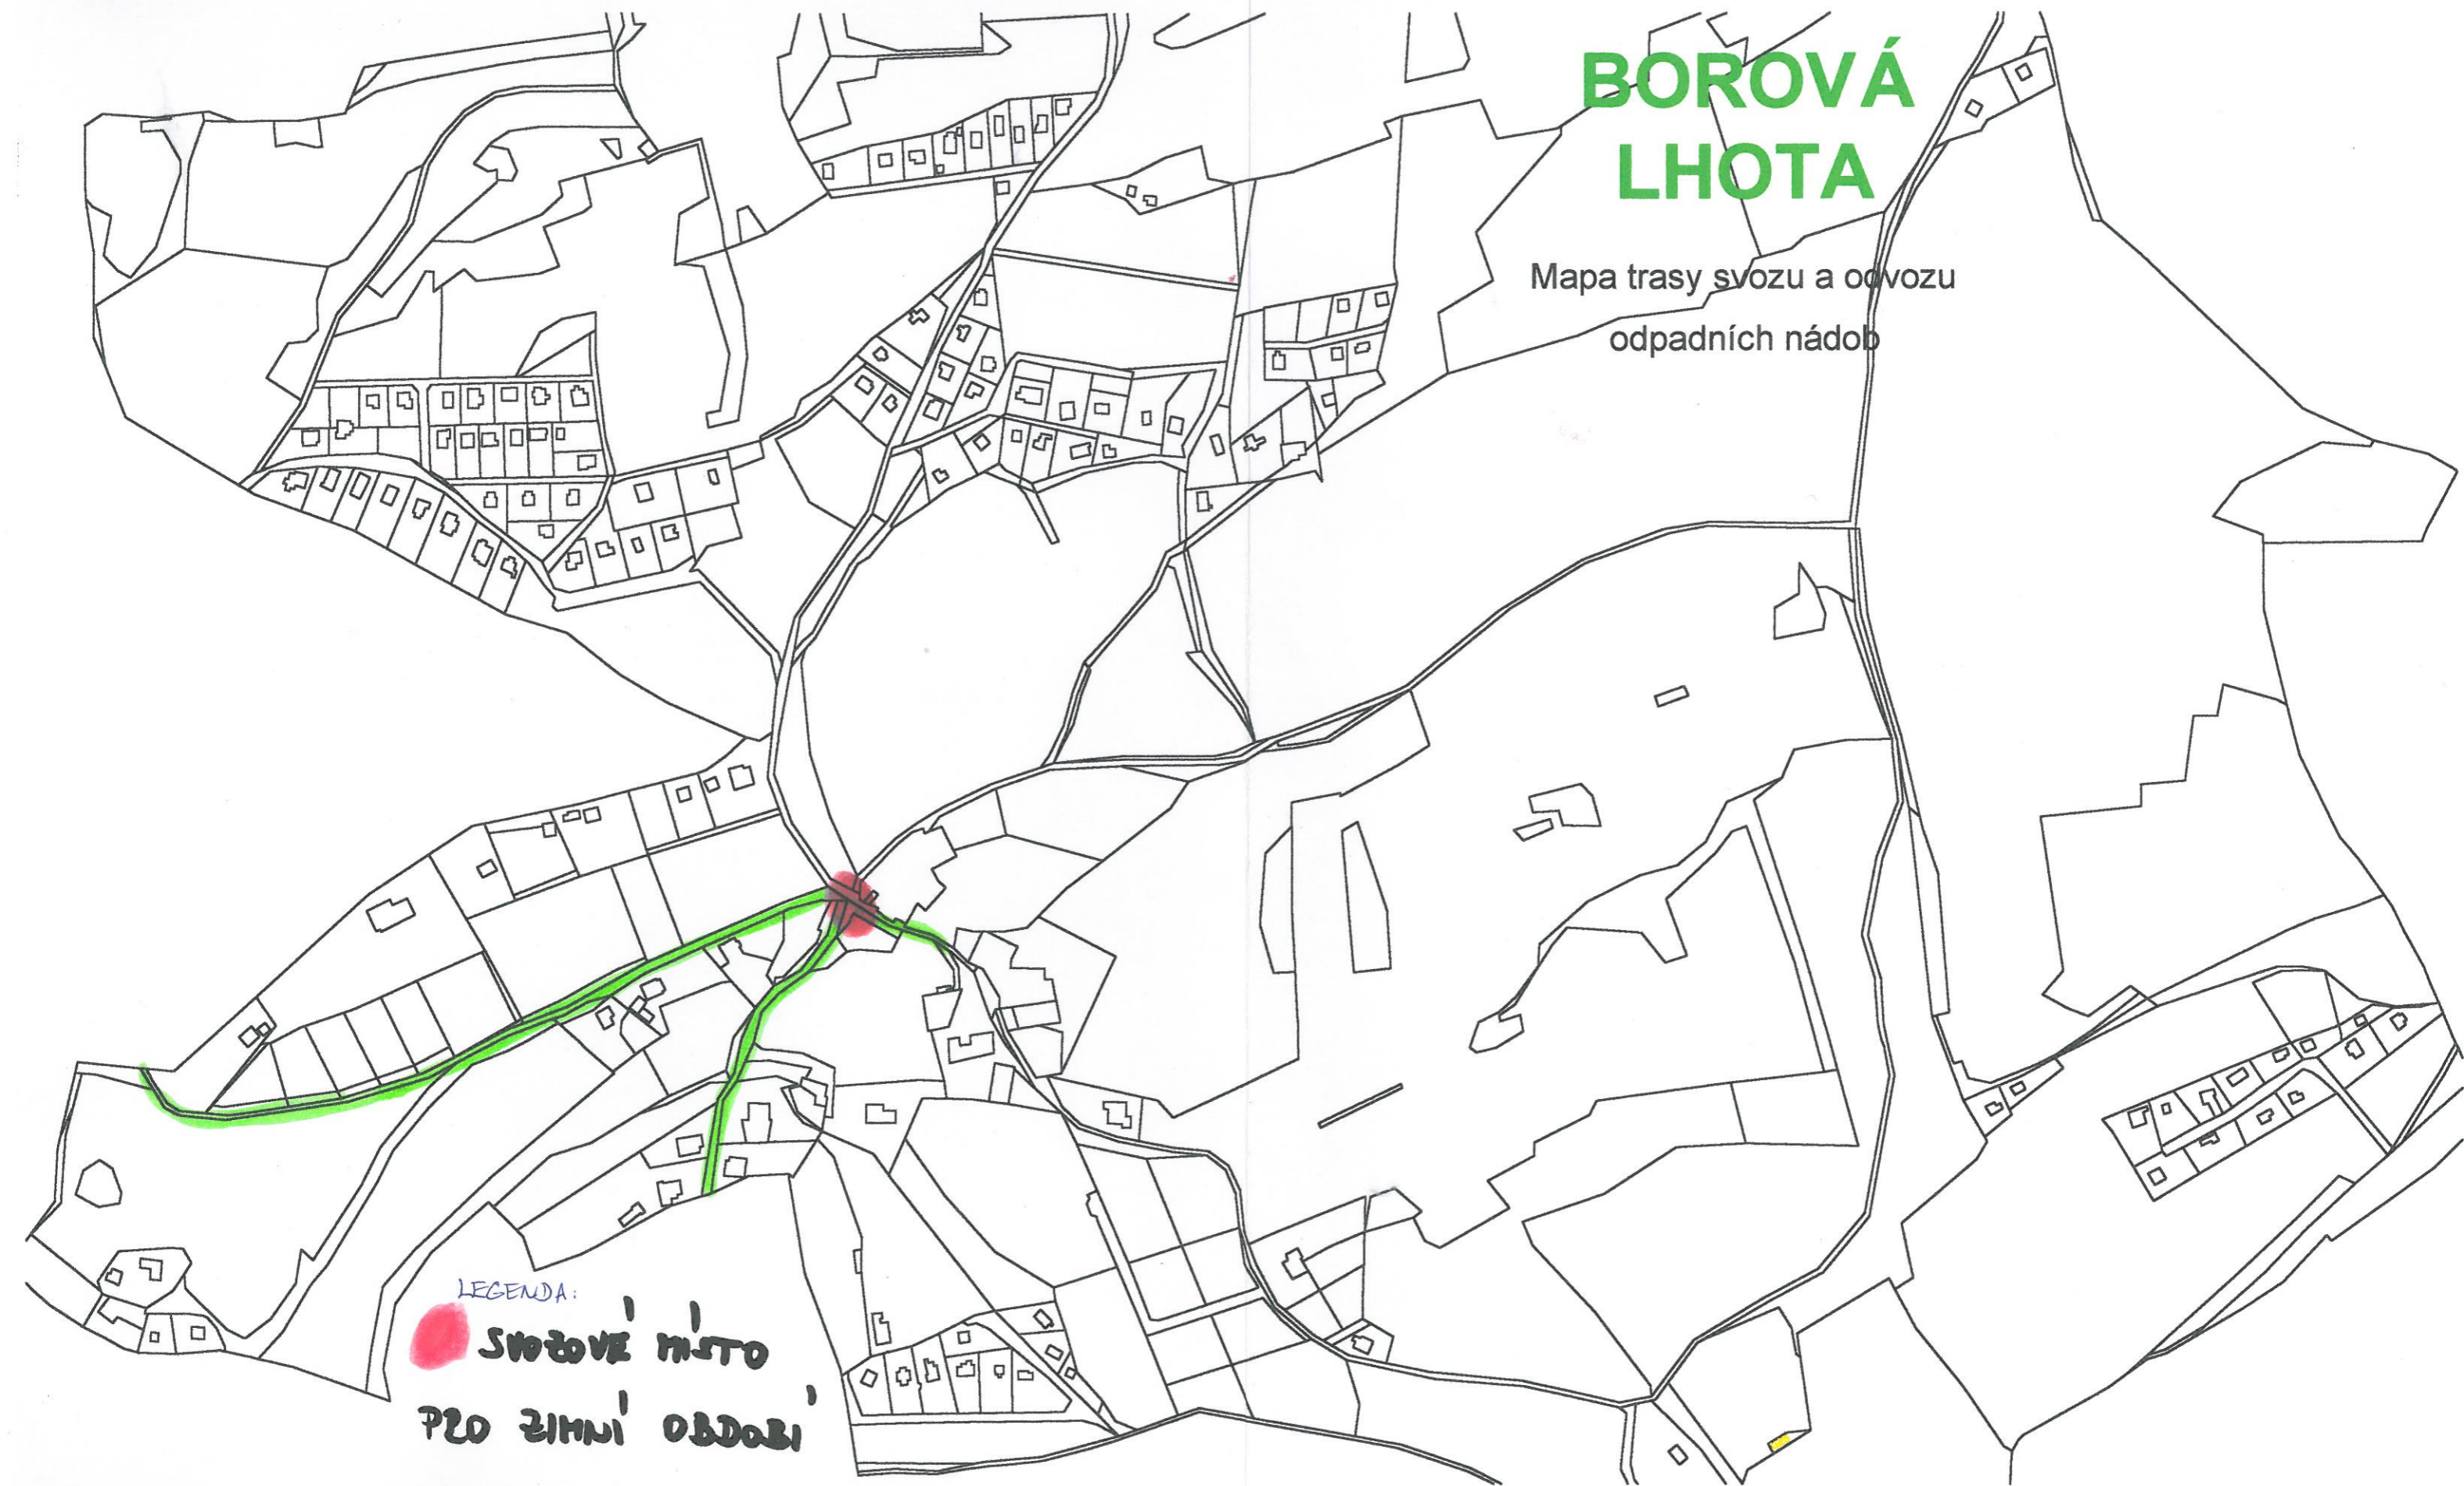 BOROVÁ
LHOTA
Mapa trasy svozu a odvozu
odpadních nádob
LEGENDA:
SVOZOVÉ MÍSTO
PRO ZIMNÍ OBDOBÍ